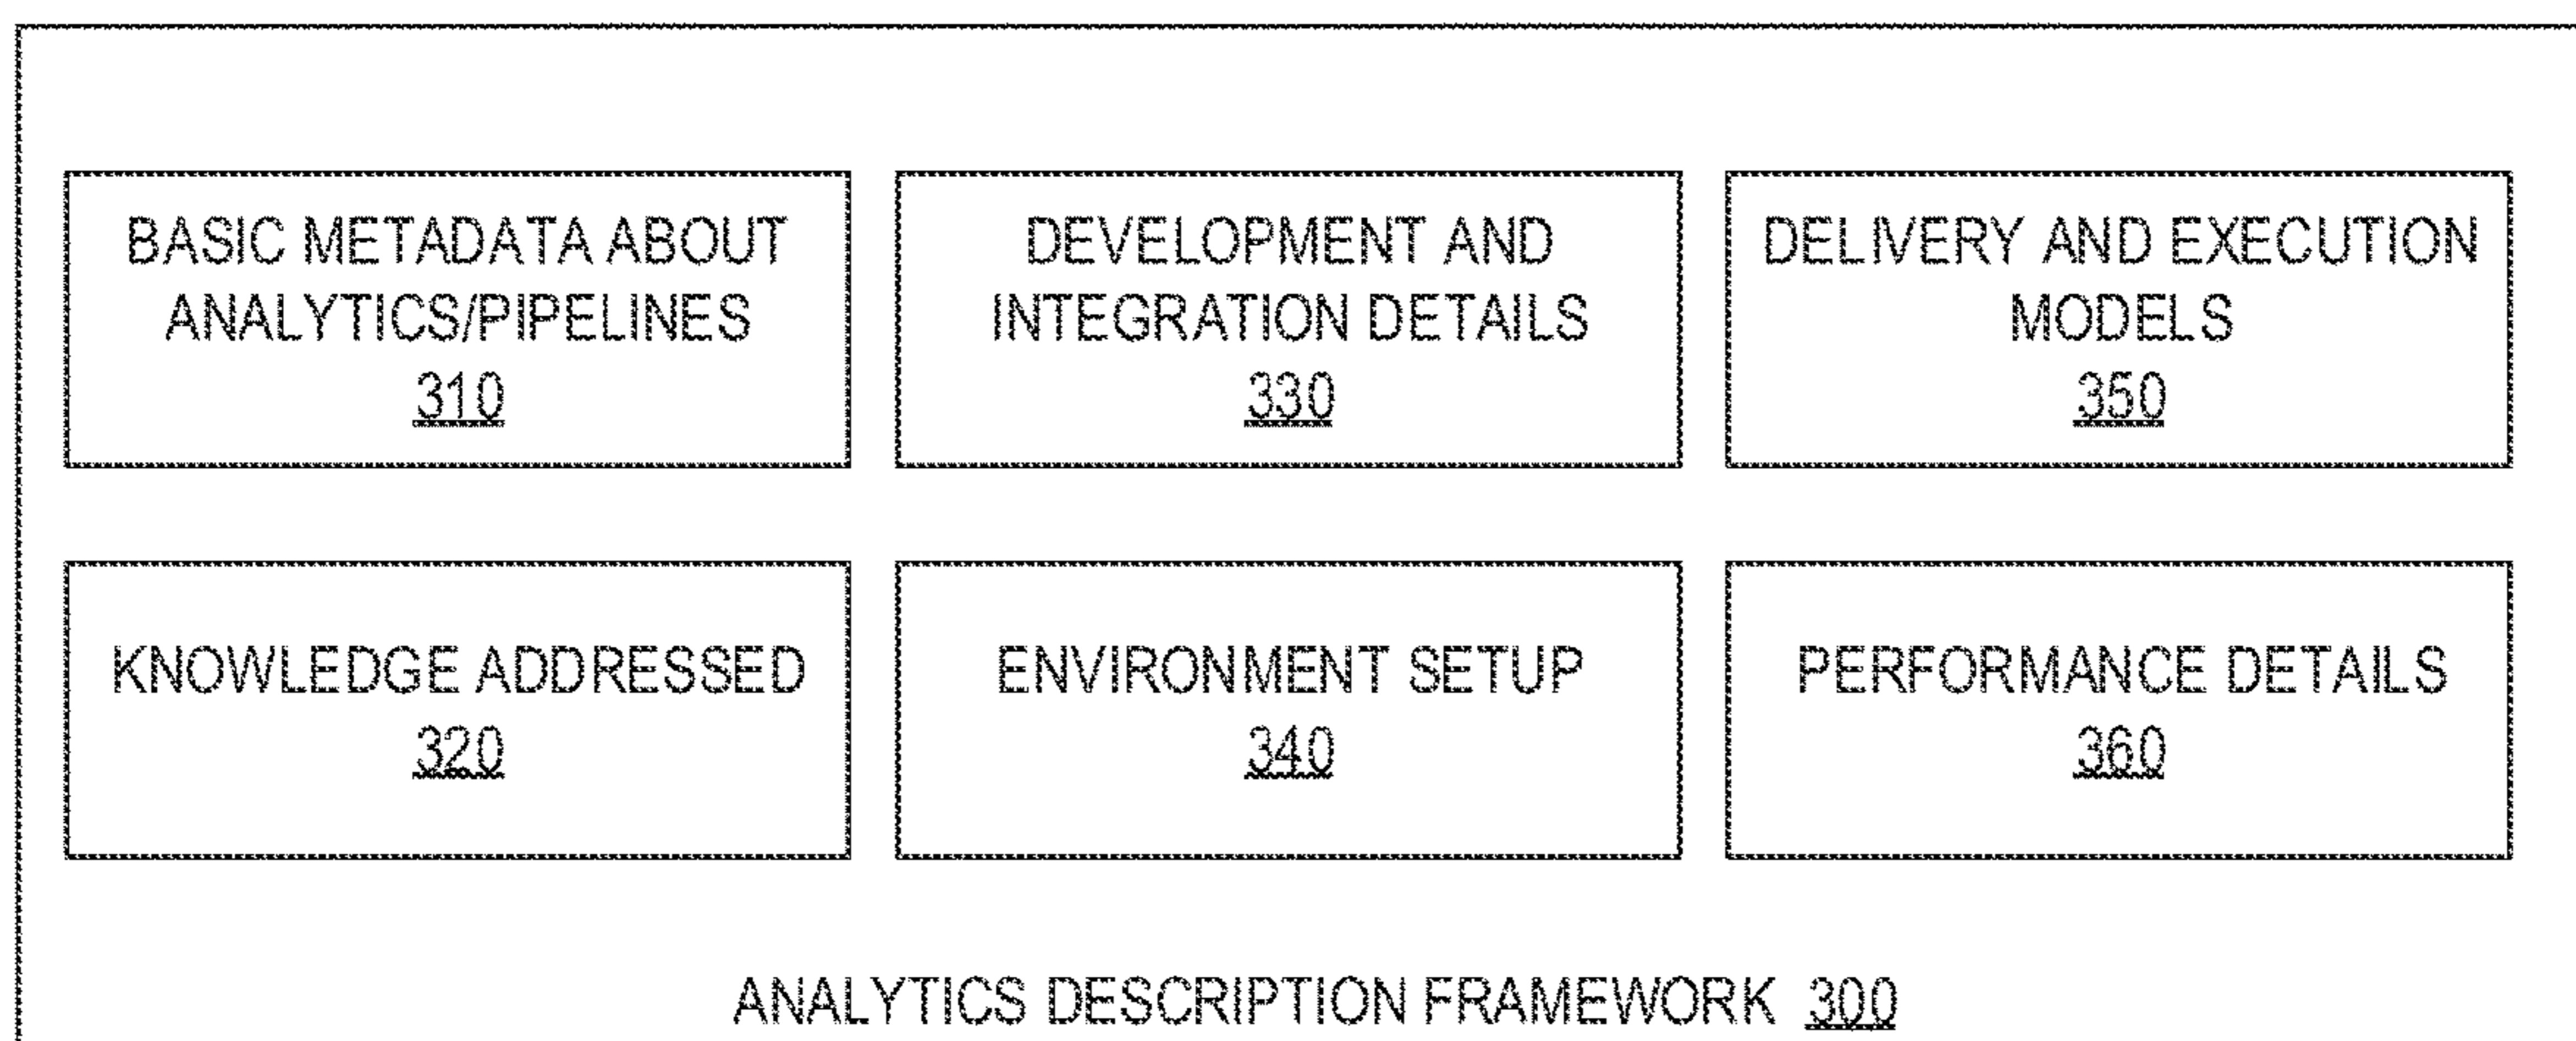 BASIC METADATA ABOUT
ANALYTICS/PIPELINES
310
DEVELOPMENT AND
INTEGRATION DETAILS
330
DELIVERY AND EXECUTION
MODELS
350
KNOWLEDGE ADDRESSED
320
ENVIRONMENT SETUP
340
PERFORMANCE DETAILS
360
ANALYTICS DESCRIPTION FRAMEWORK 300